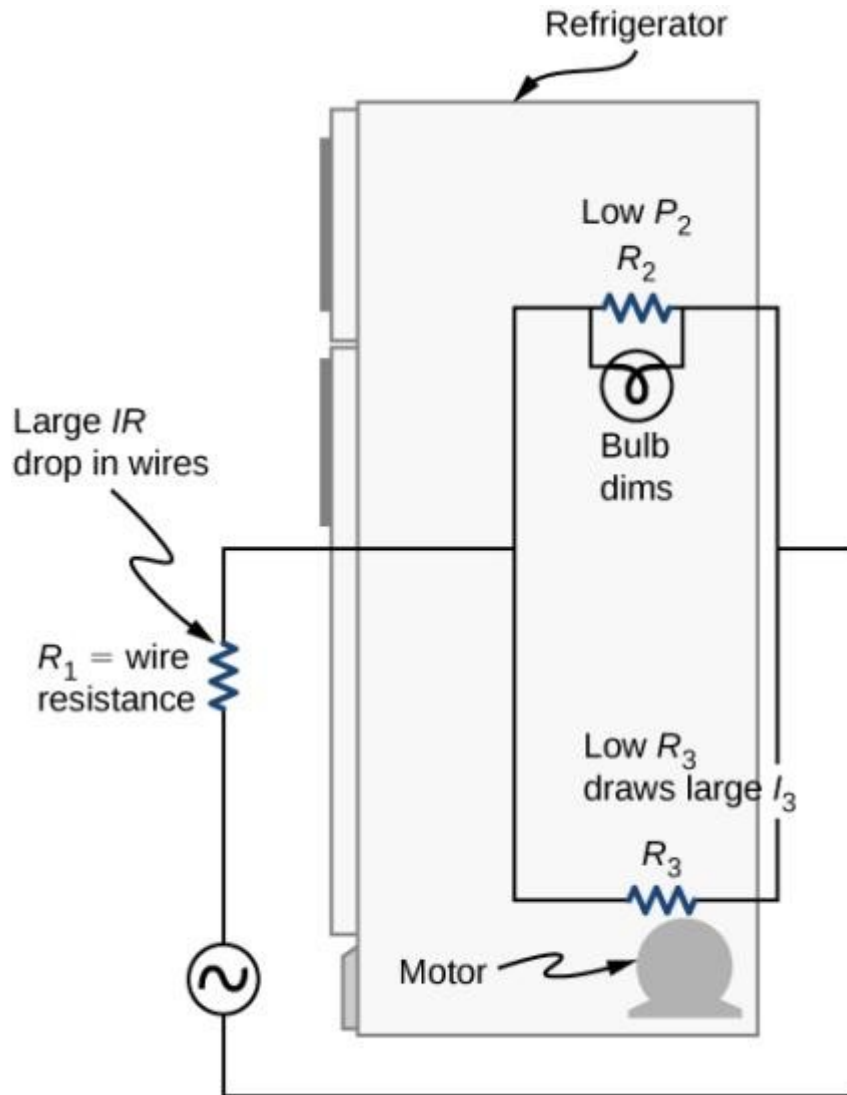 Refrigerator
Low P₂
R₂
Bulb
dims
Large IR
drop in wires
R₁ = wire
resistance
Low R₃
draws large I₃
R₃
Motor